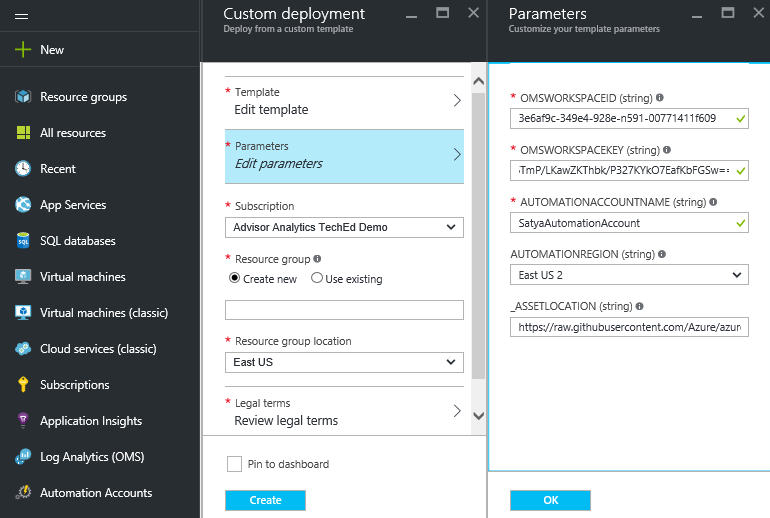 New
Resource groups
All resources
Recent
App Services
SQL databases
Virtual machines
Virtual machines (classic)
Cloud services (classic)
Subscriptions
Application Insights
Log Analytics (OMS)
Automation Accounts
Custom deployment
Deploy from a custom template
* Template
Edit template
* Parameters
Edit parameters
* Subscription
Advisor Analytics TechEd Demo
* Resource group
Create new Use existing
* Resource group location
East US
* Legal terms
Review legal terms
Pin to dashboard
Create
Parameters
Customize your template parameters
* OMSWORKSPACEID (string)
3e6af9c-349e4-928e-n591-00771411f609
* OMSWORKSPACEKEY (string)
TmP/LKawZKThbk/P327KYkO7EafKbFGSw==
* AUTOMATIONACCOUNTNAME (string)
SatyaAutomationAccount
AUTOMATIONREGION (string)
East US 2
_ASSETLOCATION (string)
https://raw.githubusercontent.com/Azure/azur
OK